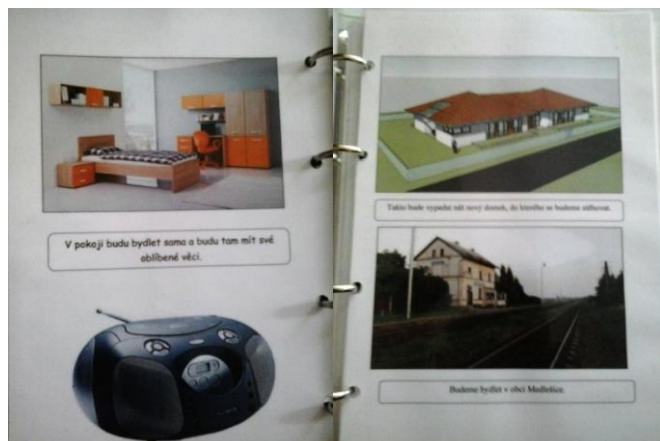 V pokoji budu bydlet sama a budu tam mít své
oblíbené věci.
Takto bude vypadat náš nový domek, do kterého se budeme stěhovat.
Budeme bydlet v obci Medlešice.